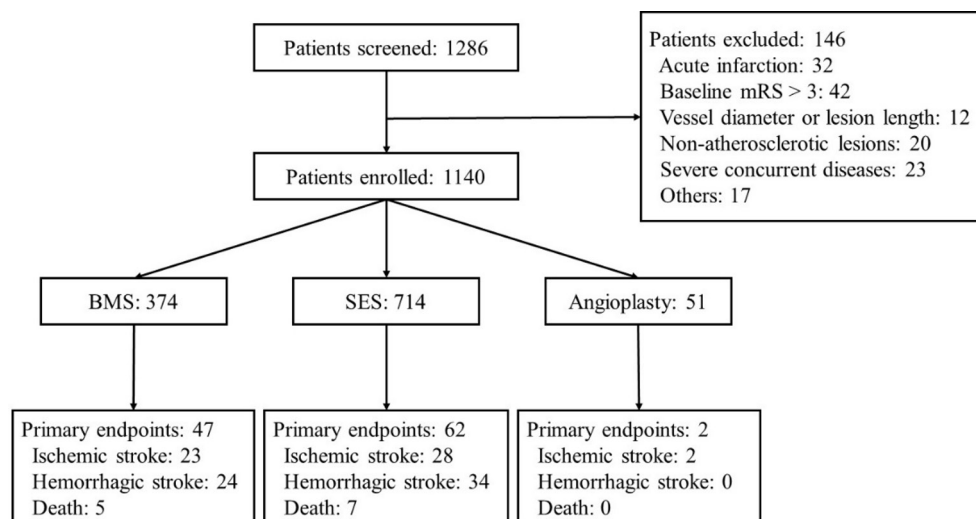 Patients screened: 1286
Patients excluded: 146
Acute infarction: 32
Baseline mRS > 3: 42
Vessel diameter or lesion length: 12
Non-atherosclerotic lesions: 20
Severe concurrent diseases: 23
Others: 17
Patients enrolled: 1140
BMS: 374
SES: 714
Angioplasty: 51
Primary endpoints: 47
Ischemic stroke: 23
Hemorrhagic stroke: 24
Death: 5
Primary endpoints: 62
Ischemic stroke: 28
Hemorrhagic stroke: 34
Death: 7
Primary endpoints: 2
Ischemic stroke: 2
Hemorrhagic stroke: 0
Death: 0